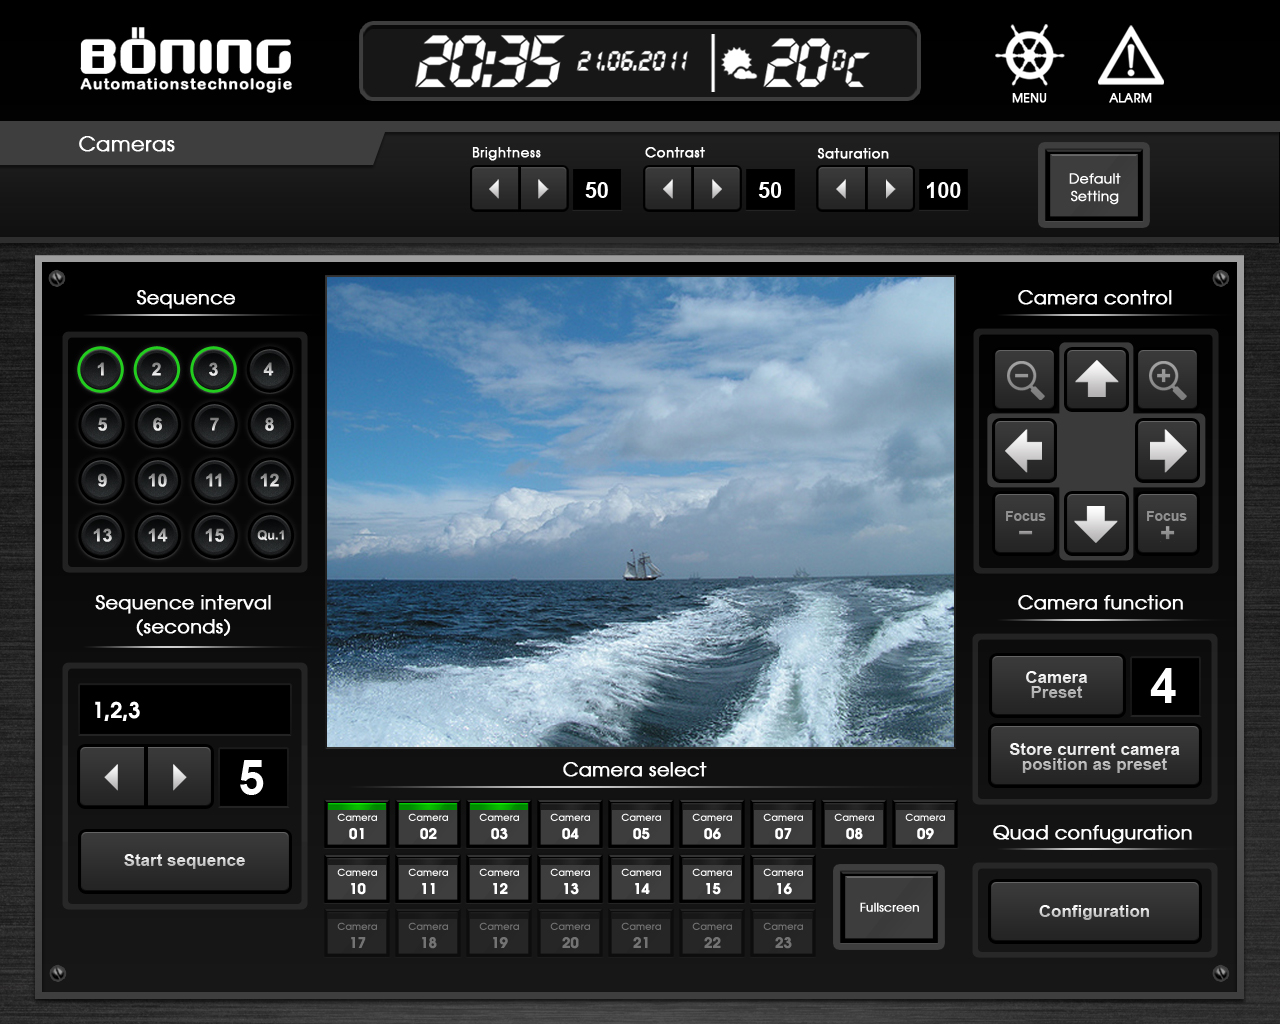 BÖNING
Automationstechnologie
20:35 21.06.2011 20°C
MENU
ALARM
Cameras
Brightness
50
Contrast
50
Saturation
100
Default
Setting
Sequence
1 2 3 4
5 6 7 8
9 10 11 12
13 14 15 Qu.1
Sequence interval
(seconds)
1,2,3
5
Start sequence
Camera select
Camera Camera Camera Camera Camera Camera Camera Camera Camera
01 02 03 04 05 06 07 08 09
Camera Camera Camera Camera Camera Camera Camera
10 11 12 13 14 15 16
Camera Camera Camera Camera Camera Camera Camera
17 18 19 20 21 22 23
Fullscreen
Camera control
Focus
−
Focus
+
Camera function
Camera
Preset
4
Store current camera
position as preset
Quad confuguration
Configuration